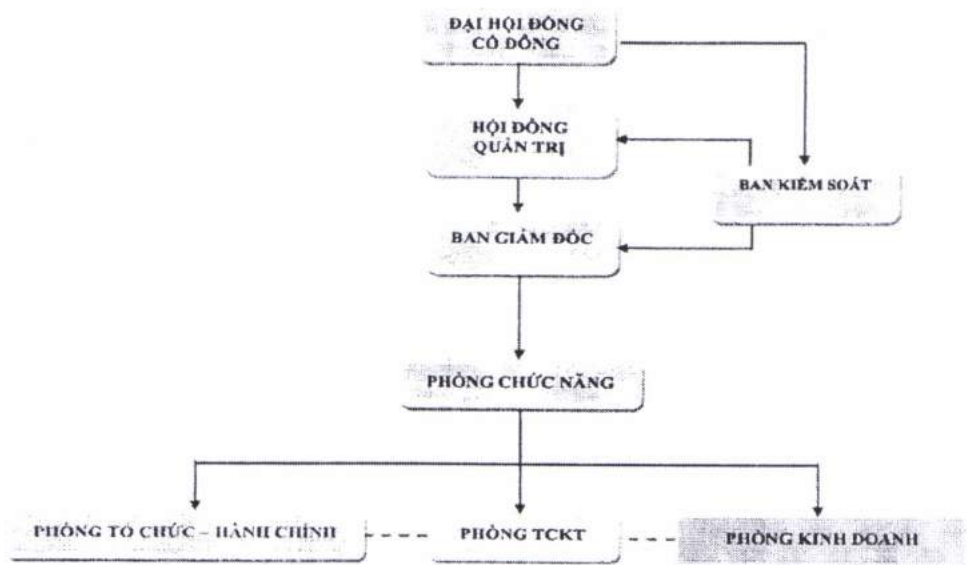 ĐẠI HỘI ĐỒNG
CỔ ĐÔNG
HỘI ĐỒNG
QUẢN TRỊ
BAN KIỂM SOÁT
BAN GIÁM ĐỐC
PHÒNG CHỨC NĂNG
PHÒNG TỔ CHỨC – HÀNH CHÍNH
PHÒNG TCKT
PHÒNG KINH DOANH